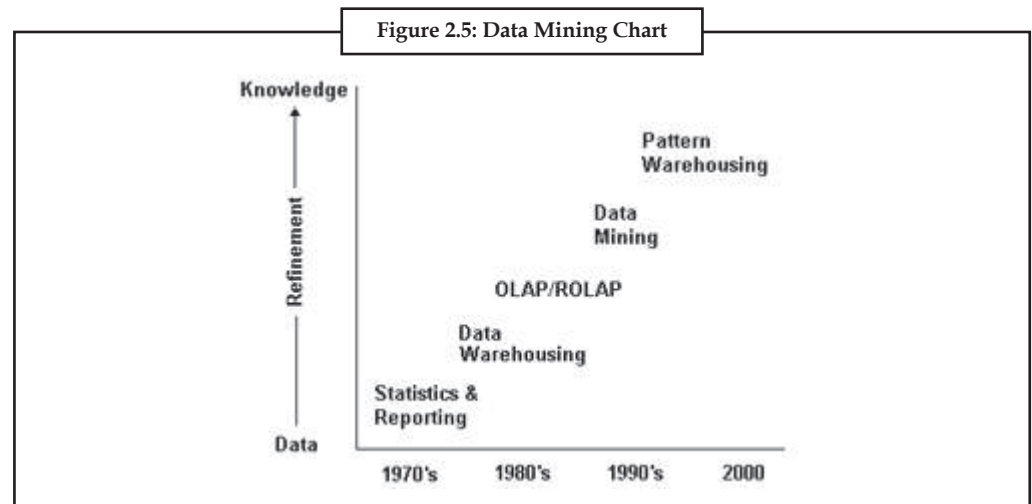 Figure 2.5: Data Mining Chart
Knowledge
Pattern
Warehousing
Data
Mining
Refinement
OLAP/ROLAP
Data
Warehousing
Statistics &
Reporting
Data
1970's 1980's 1990's 2000